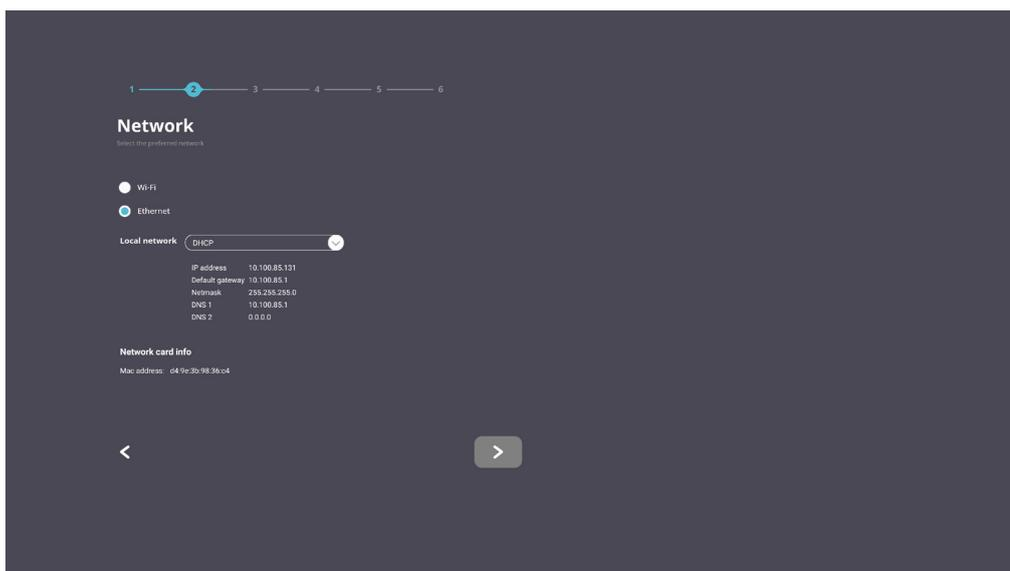 1 2 3 4 5 6
Network
Select the preferred network
Wi-Fi
Ethernet
Local network DHCP
IP address 10.100.85.131
Default gateway 10.100.85.1
Netmask 255.255.255.0
DNS 1 10.100.85.1
DNS 2 0.0.0.0
Network card info
Mac address: d4:9e:3b:98:36:c4